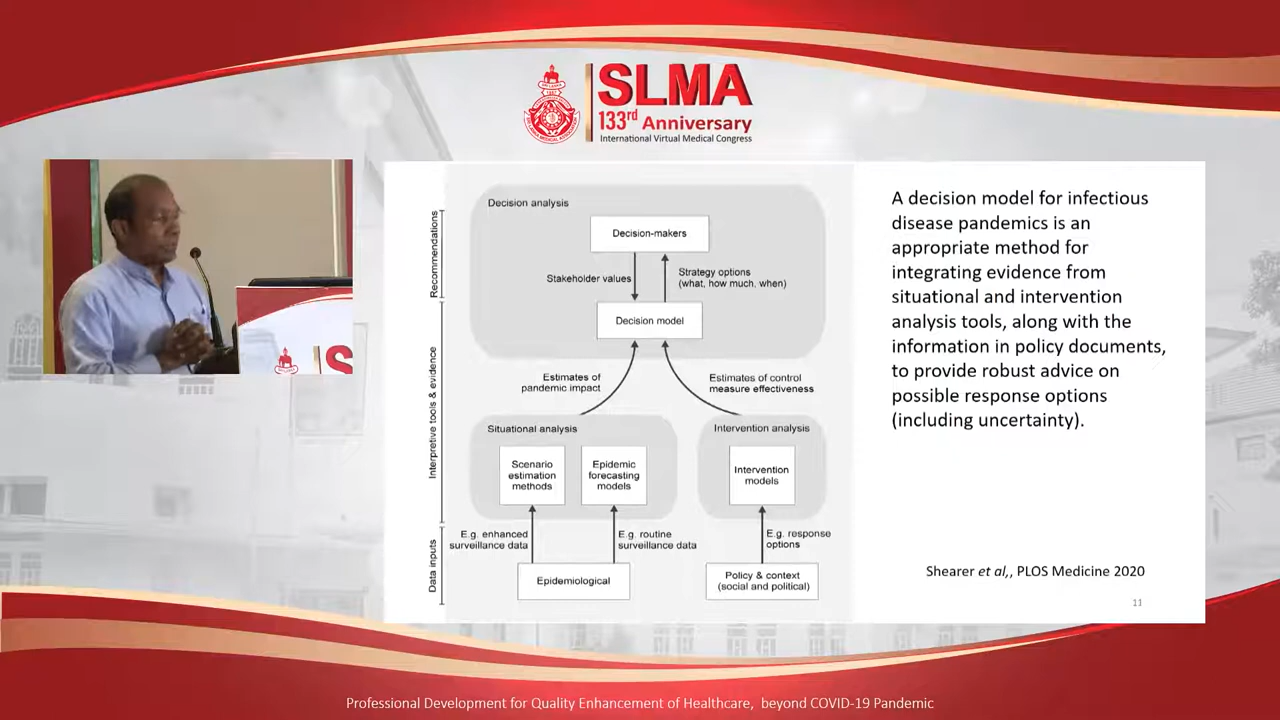 SLMA
133rd Anniversary
International Virtual Medical Congress
Decision analysis
Decision-makers
Stakeholder values
Strategy options
(what, how much, when)
Decision model
Recommendations
Interpretive tools & evidence
Data inputs
Estimates of
pandemic impact
Estimates of control
measure effectiveness
Situational analysis
Intervention analysis
Scenario
estimation
methods
Epidemic
forecasting
models
Intervention
models
E.g. enhanced
surveillance data
E.g. routine
surveillance data
E.g. response
options
Epidemiological
Policy & context
(social and political)
A decision model for infectious
disease pandemics is an
appropriate method for
integrating evidence from
situational and intervention
analysis tools, along with the
information in policy documents,
to provide robust advice on
possible response options
(including uncertainty).
Shearer et al,, PLOS Medicine 2020
11
Professional Development for Quality Enhancement of Healthcare, beyond COVID-19 Pandemic